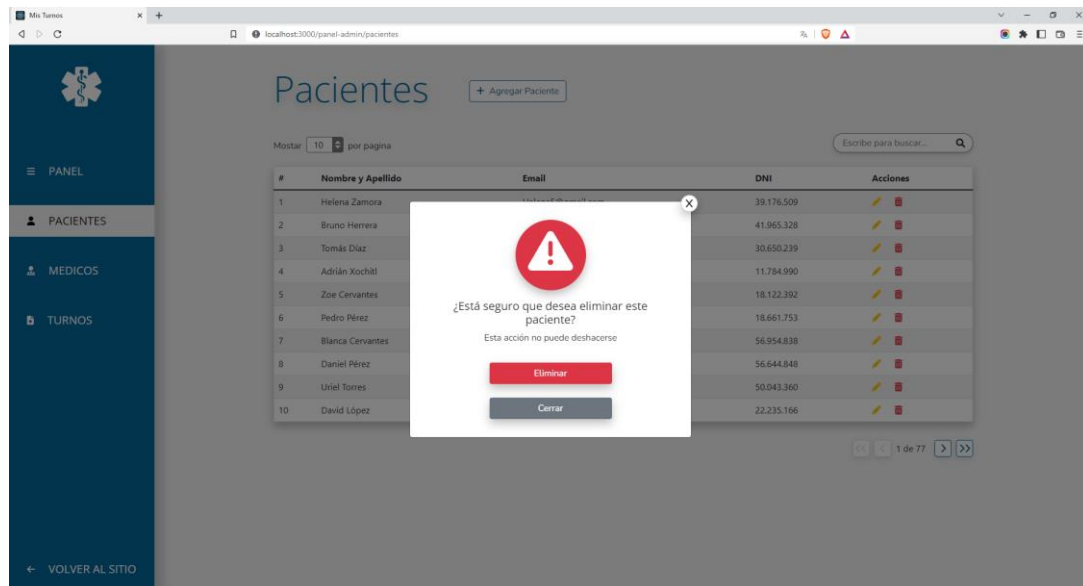 Mis Turnos
localhost:3000/panel-admin/pacientes
Pacientes
+ Agregar Paciente
Mostar 10 por pagina
Escribe para buscar...
PANEL
PACIENTES
MEDICOS
TURNOS
VOLVER AL SITIO
# Nombre y Apellido Email DNI Acciones
1 Helena Zamora 39.176.509
2 Bruno Herrera 41.965.328
3 Tomás Díaz 30.650.239
4 Adrián Xochitl 11.784.990
5 Zoe Cervantes 18.122.392
6 Pedro Pérez 18.661.753
7 Blanca Cervantes 56.954.838
8 Daniel Pérez 56.644.848
9 Uriel Torres 50.043.360
10 David López 22.235.166
¿Está seguro que desea eliminar este
paciente?
Esta acción no puede deshacerse
Eliminar
Cerrar
<< < 1 de 77 > >>